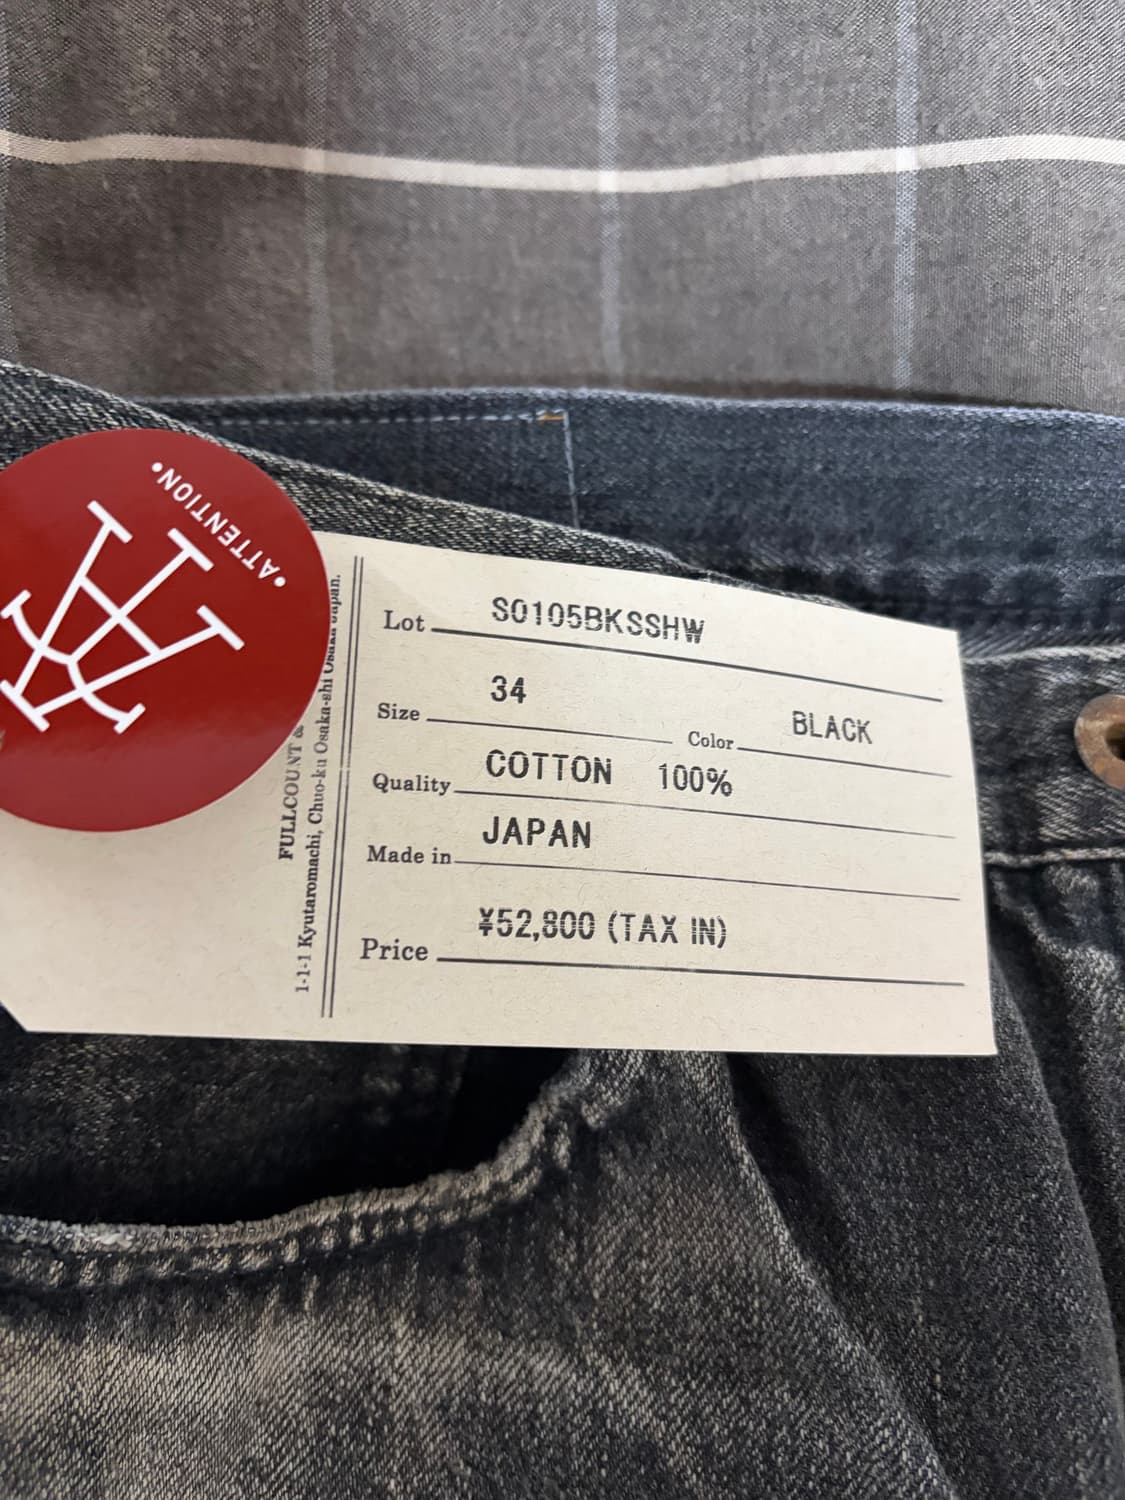 •ATTENTION•
FULLCOUNT &
1-1-1 Kyutaromachi, Chuo-ku Osaka-shi Osaka Japan.
Lot S0105BKSSHW
Size 34 Color BLACK
Quality COTTON 100%
Made in JAPAN
Price ¥52,800 (TAX IN)